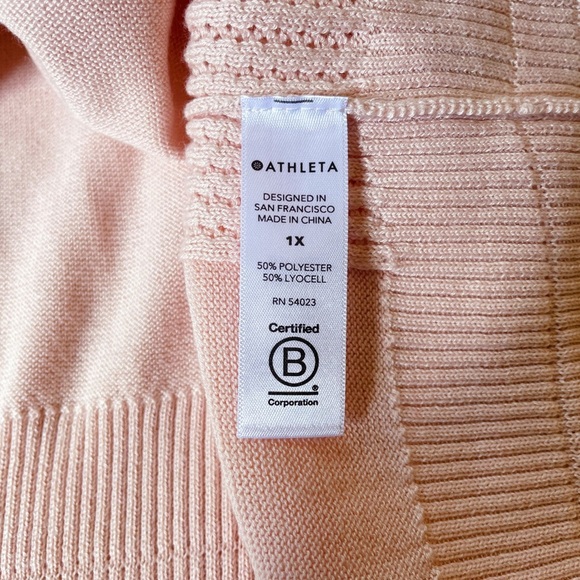 ATHLETA
DESIGNED IN
SAN FRANCISCO
MADE IN CHINA
1X
50% POLYESTER
50% LYOCELL
RN 54023
Certified
B
®
Corporation